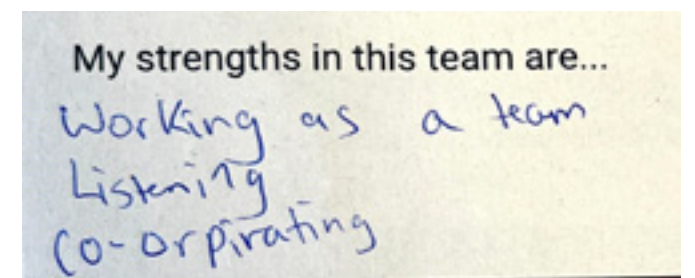 My strengths in this team are...
Working as a team
Listening
Co-orpirating